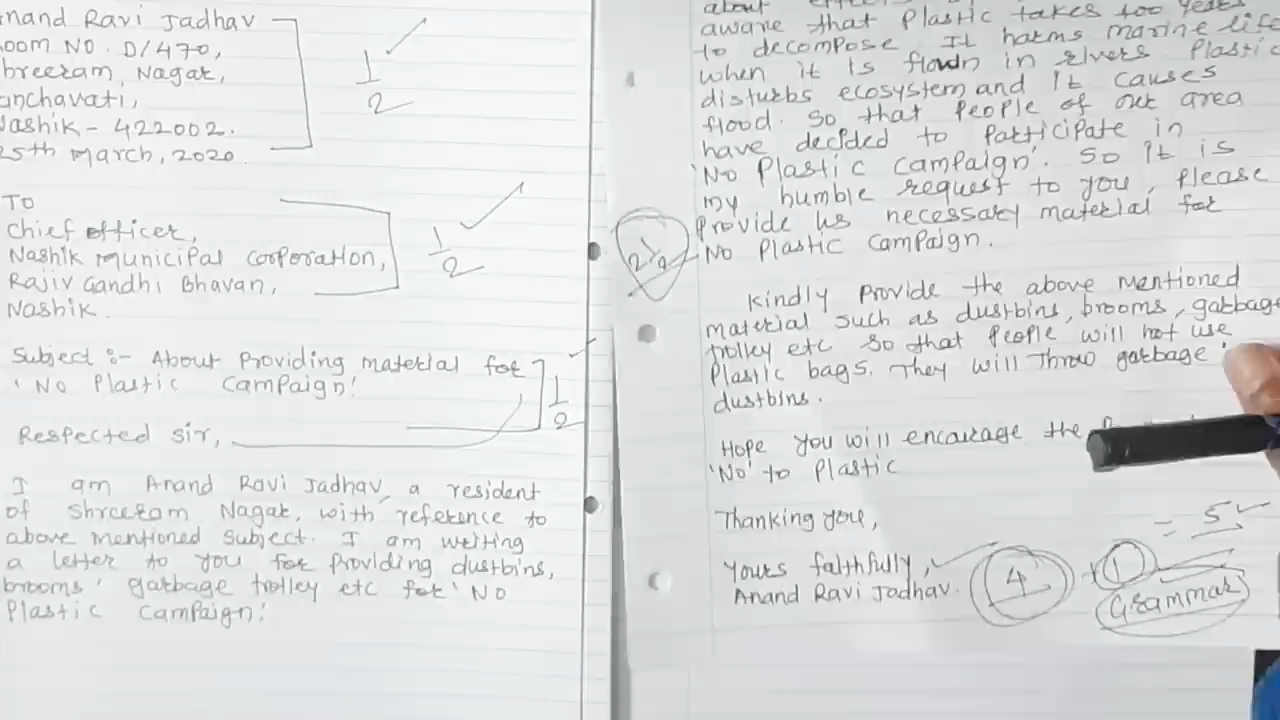 nand Ravi Jadhav
oom No. D/470,
hreeram Nagar,
anchavati,
Nashik - 422002.
25th March, 2020.
1/2
To
Chief officer,
Nashik Municipal corporation,
Rajiv Gandhi Bhavan,
Nashik.
1/2
Subject :- About Providing material for
'No Plastic Campaign!
1/2
Respected sir,
I am Anand Ravi Jadhav, a resident
of Shreeram Nagar, with reference to
above mentioned subject. I am writing
a letter to you for providing dustbins,
brooms, garbage trolley etc for 'No
Plastic Campaign!
about
aware that Plastic takes 400 years
to decompose. It harms marine life
when it is flown in rivers Plastic
disturbs ecosystem and It causes
flood. So that People of our area
have decided to Participate in
'No Plastic campaign'. So It is
my humble request to you, Please
Provide us necessary material for
No Plastic Campaign.
2 1/2
Kindly Provide the above mentioned
material such as dustbins, brooms, garbage
trolley etc so that People will not use
Plastic bags. They will throw garbage
dustbins.
Hope you will encourage the
'No' to Plastic
Thanking you,
Yours faithfully,
Anand Ravi Jadhav.
4 + 1 = 5
Grammar